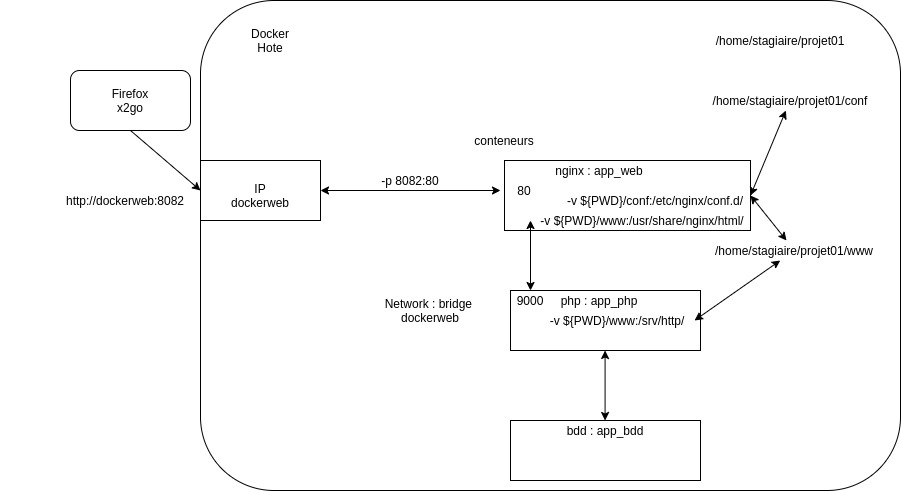 Docker
Hote
/home/stagiaire/projet01
Firefox
x2go
/home/stagiaire/projet01/conf
conteneurs
http://dockerweb:8082
IP
dockerweb
-p 8082:80
nginx : app_web
80
-v ${PWD}/conf:/etc/nginx/conf.d/
-v ${PWD}/www:/usr/share/nginx/html/
/home/stagiaire/projet01/www
Network : bridge
dockerweb
9000 php : app_php
-v ${PWD}/www:/srv/http/
bdd : app_bdd